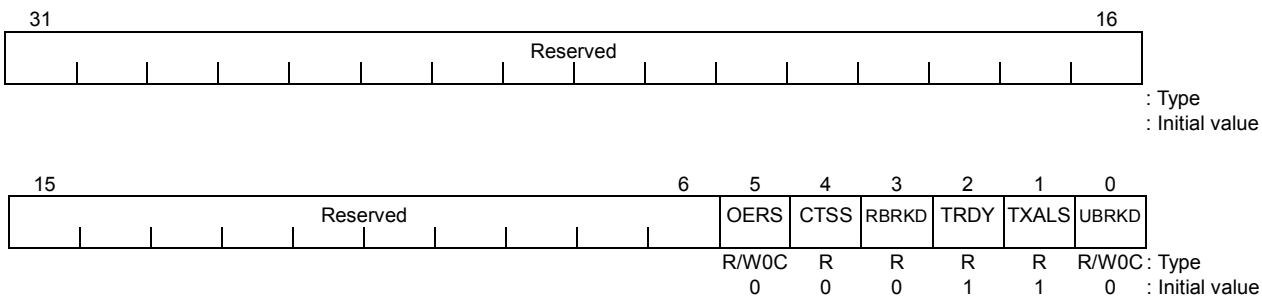 31 16
Reserved
: Type
: Initial value
15 6 5 4 3 2 1 0
Reserved OERS CTSS RBRKD TRDY TXALS UBRKD
R/W0C R R R R R/W0C : Type
0 0 0 1 1 0 : Initial value